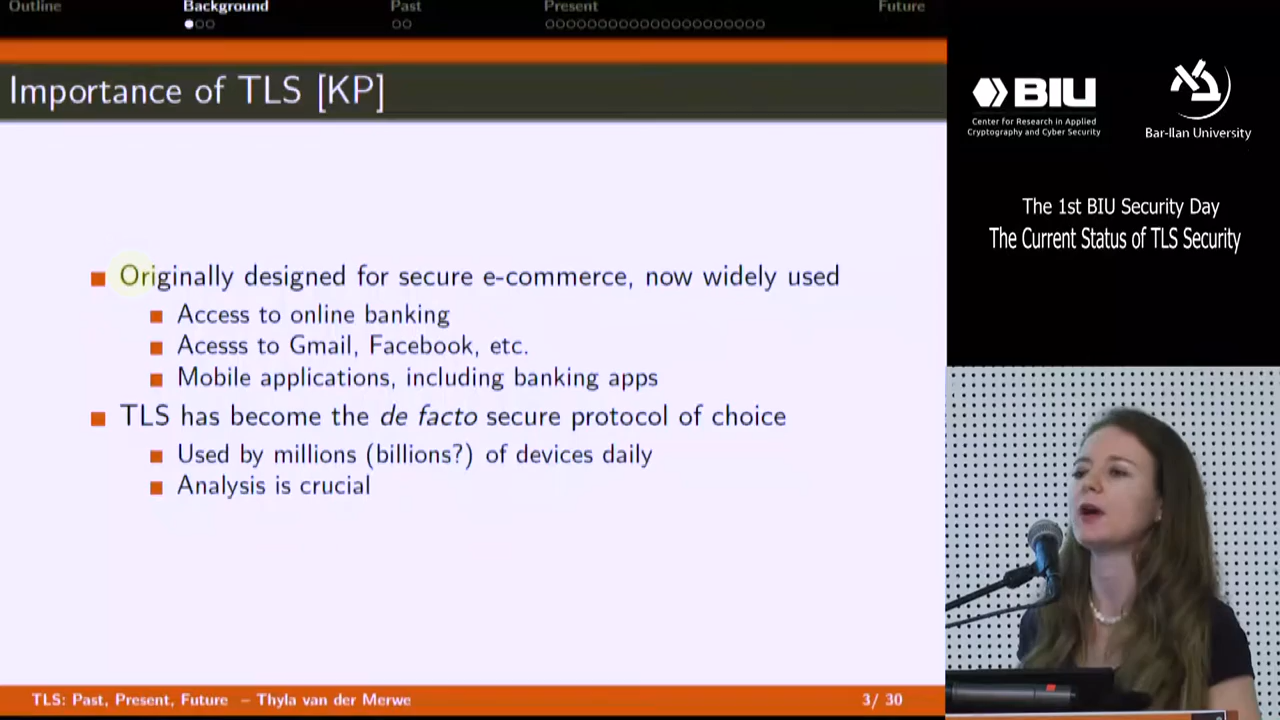 Outline
Background
Past
Present
Future
Importance of TLS [KP]
Originally designed for secure e-commerce, now widely used
Access to online banking
Acesss to Gmail, Facebook, etc.
Mobile applications, including banking apps
TLS has become the de facto secure protocol of choice
Used by millions (billions?) of devices daily
Analysis is crucial
TLS: Past, Present, Future – Thyla van der Merwe
3/ 30
BIU
Center for Research in Applied
Cryptography and Cyber Security
Bar-Ilan University
The 1st BIU Security Day
The Current Status of TLS Security